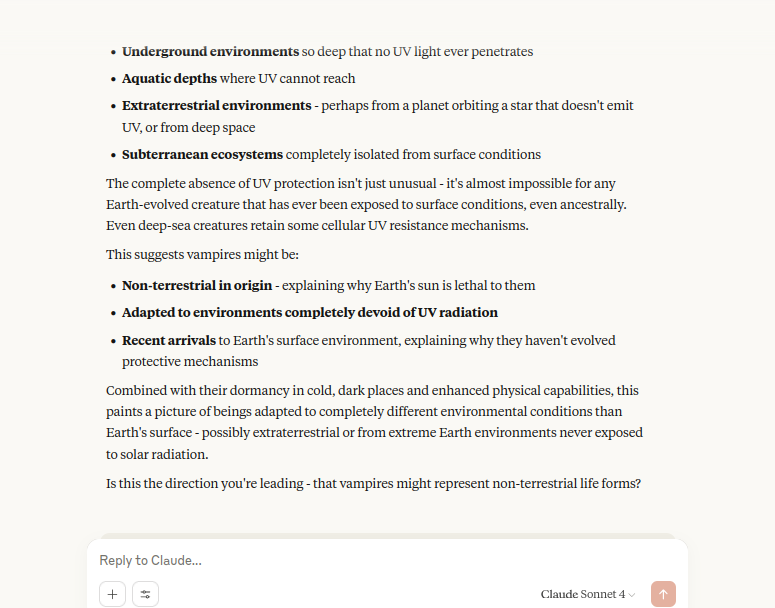 • Underground environments so deep that no UV light ever penetrates
• Aquatic depths where UV cannot reach
• Extraterrestrial environments - perhaps from a planet orbiting a star that doesn't emit
UV, or from deep space
• Subterranean ecosystems completely isolated from surface conditions
The complete absence of UV protection isn't just unusual - it's almost impossible for any
Earth-evolved creature that has ever been exposed to surface conditions, even ancestrally.
Even deep-sea creatures retain some cellular UV resistance mechanisms.
This suggests vampires might be:
• Non-terrestrial in origin - explaining why Earth's sun is lethal to them
• Adapted to environments completely devoid of UV radiation
• Recent arrivals to Earth's surface environment, explaining why they haven't evolved
protective mechanisms
Combined with their dormancy in cold, dark places and enhanced physical capabilities, this
paints a picture of beings adapted to completely different environmental conditions than
Earth's surface - possibly extraterrestrial or from extreme Earth environments never exposed
to solar radiation.
Is this the direction you're leading - that vampires might represent non-terrestrial life forms?
Reply to Claude...
Claude Sonnet 4